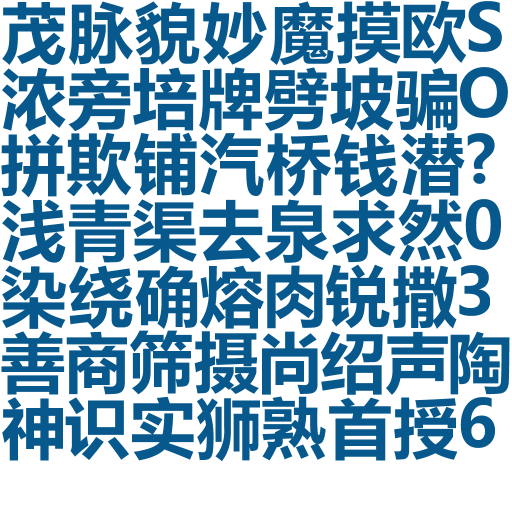 茂脉貌妙魔摸欧S
浓旁培牌劈坡骗O
拼欺铺汽桥钱潜?
浅青渠去泉求然0
染绕确熔肉锐撒3
善商筛摄尚绍声陶
神识实狮熟首授6